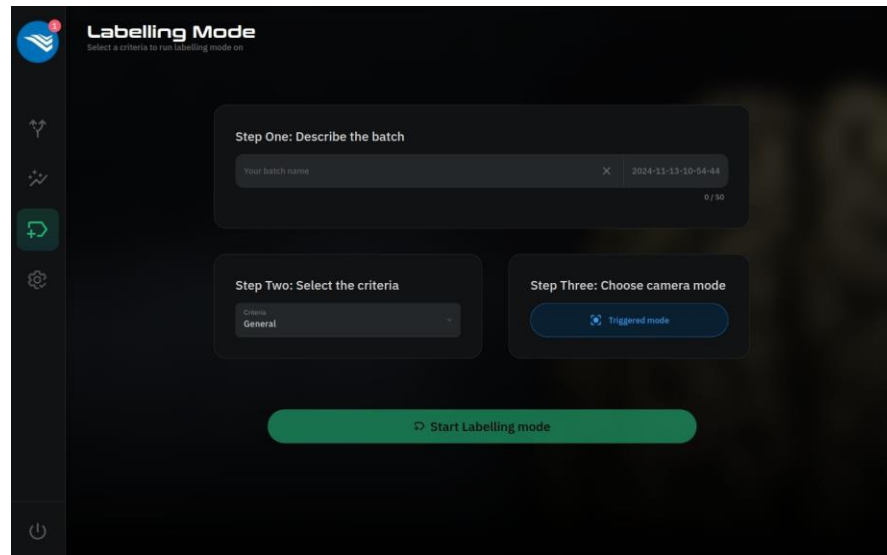 1
Labelling Mode
Select a criteria to run labelling mode on
Step One: Describe the batch
Your batch name
2024-11-13-10-54-44
0 / 50
Step Two: Select the criteria
Criteria
General
Step Three: Choose camera mode
Triggered mode
Start Labelling mode